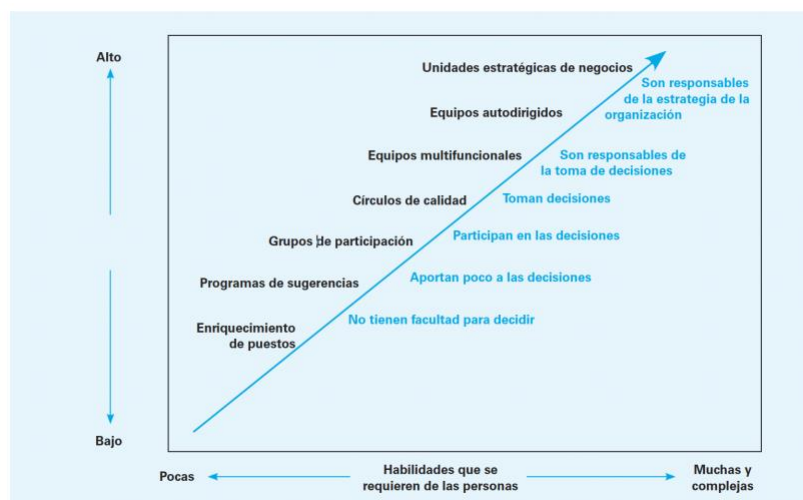 Alto
Unidades estratégicas de negocios
Son responsables
de la estrategia de la
organización
Equipos autodirigidos
Equipos multifuncionales
Son responsables de
la toma de decisiones
Círculos de calidad
Toman decisiones
Grupos de participación
Participan en las decisiones
Programas de sugerencias
Aportan poco a las decisiones
Enriquecimiento
de puestos
No tienen facultad para decidir
Bajo
Pocas
Habilidades que se
requieren de las personas
Muchas y
complejas